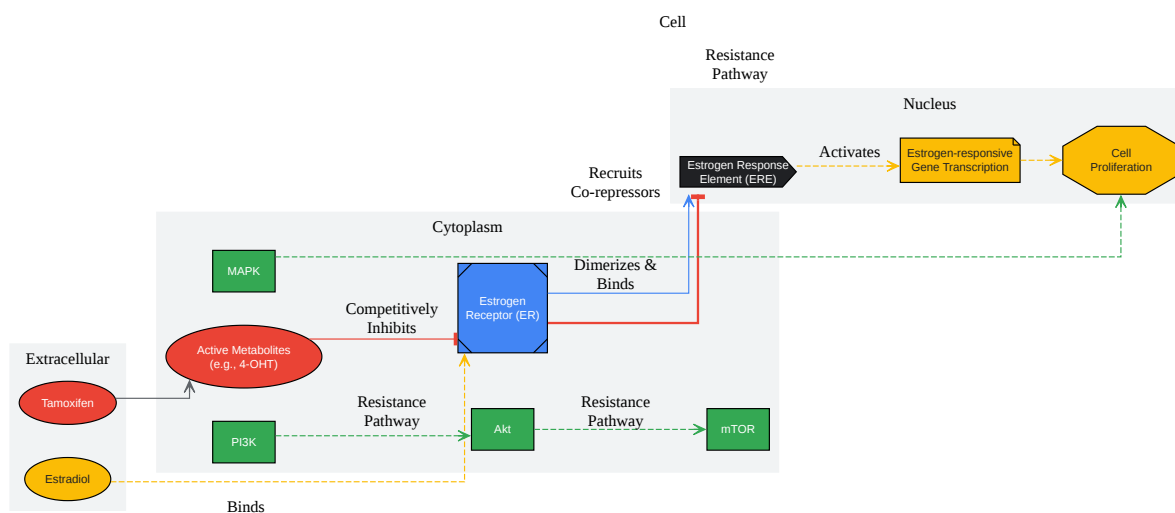 Cell
Resistance
Pathway
Nucleus
Estrogen Response
Element (ERE)
Activates
Estrogen-responsive
Gene Transcription
Cell
Proliferation
Recruits
Co-repressors
Cytoplasm
MAPK
Dimerizes &
Binds
Estrogen
Receptor (ER)
Competitively
Inhibits
Active Metabolites
(e.g., 4-OHT)
Extracellular
Tamoxifen
Resistance
Pathway
Resistance
Pathway
PI3K
Akt
mTOR
Estradiol
Binds